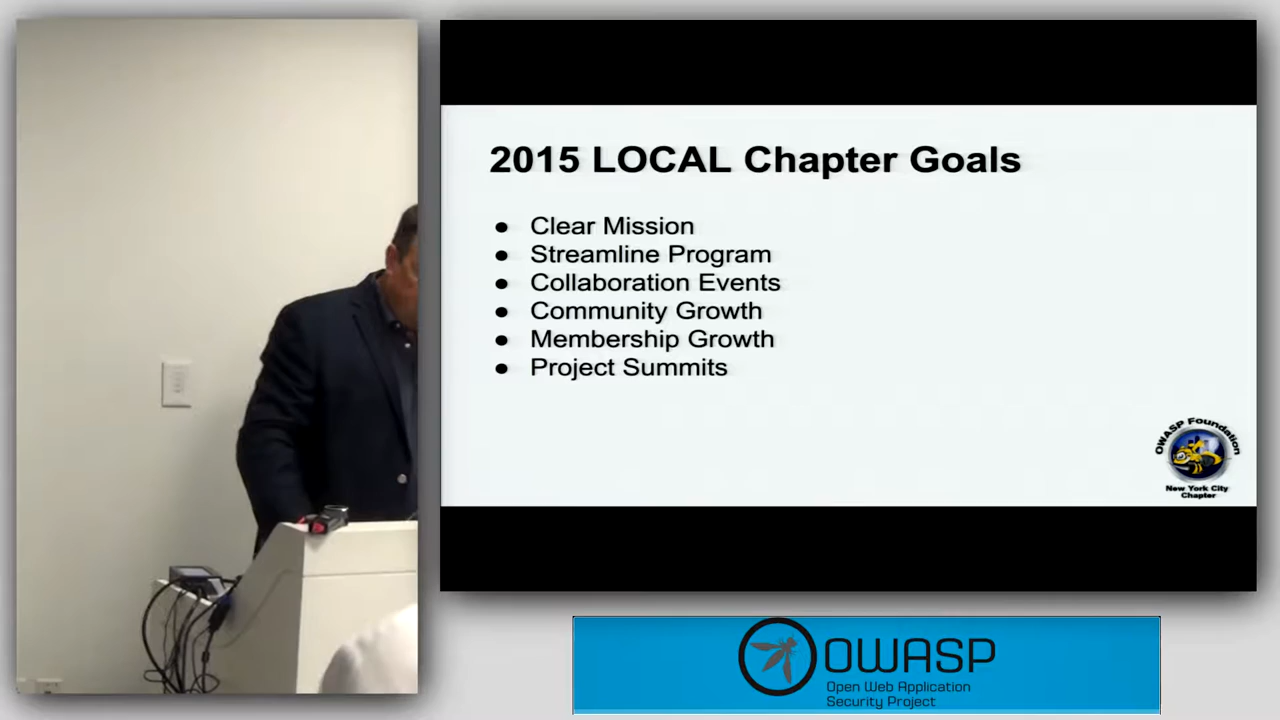 2015 LOCAL Chapter Goals
● Clear Mission
● Streamline Program
● Collaboration Events
● Community Growth
● Membership Growth
● Project Summits
OWASP Foundation
New York City
Chapter
OWASP
Open Web Application
Security Project